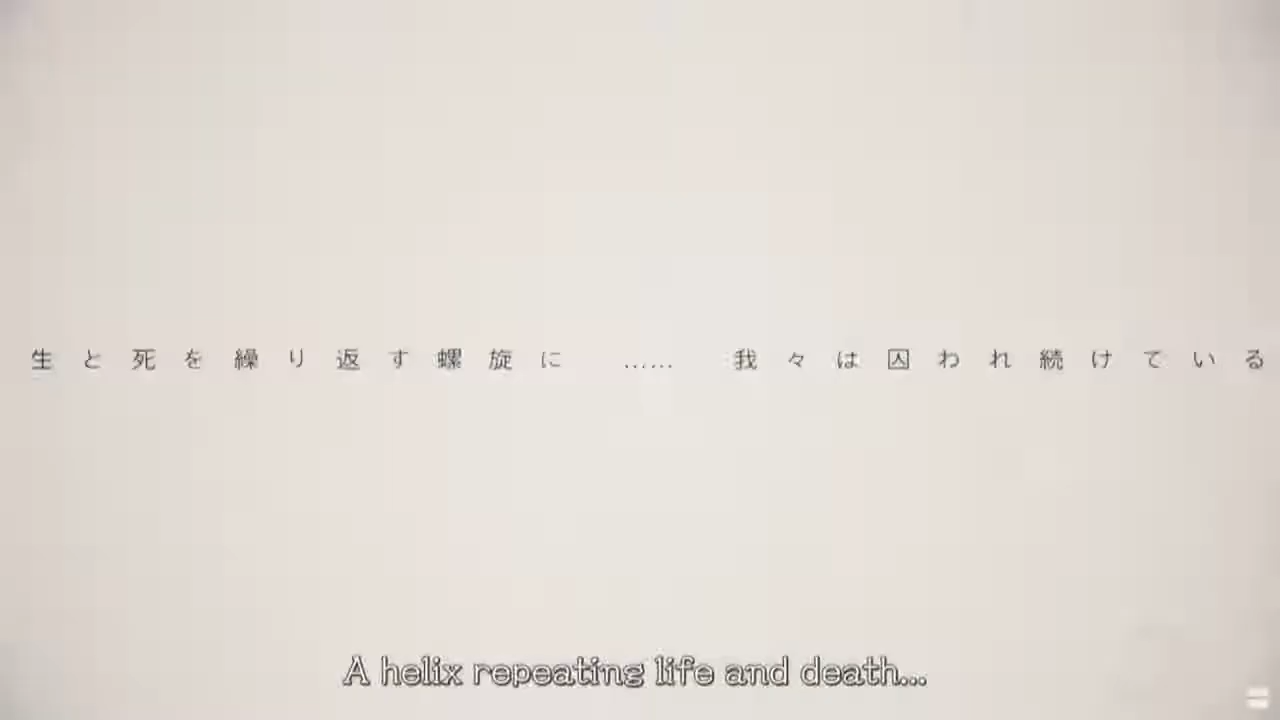 生と死を繰り返す螺旋に …… 我々は囚われ続けている
A helix repeating life and death...